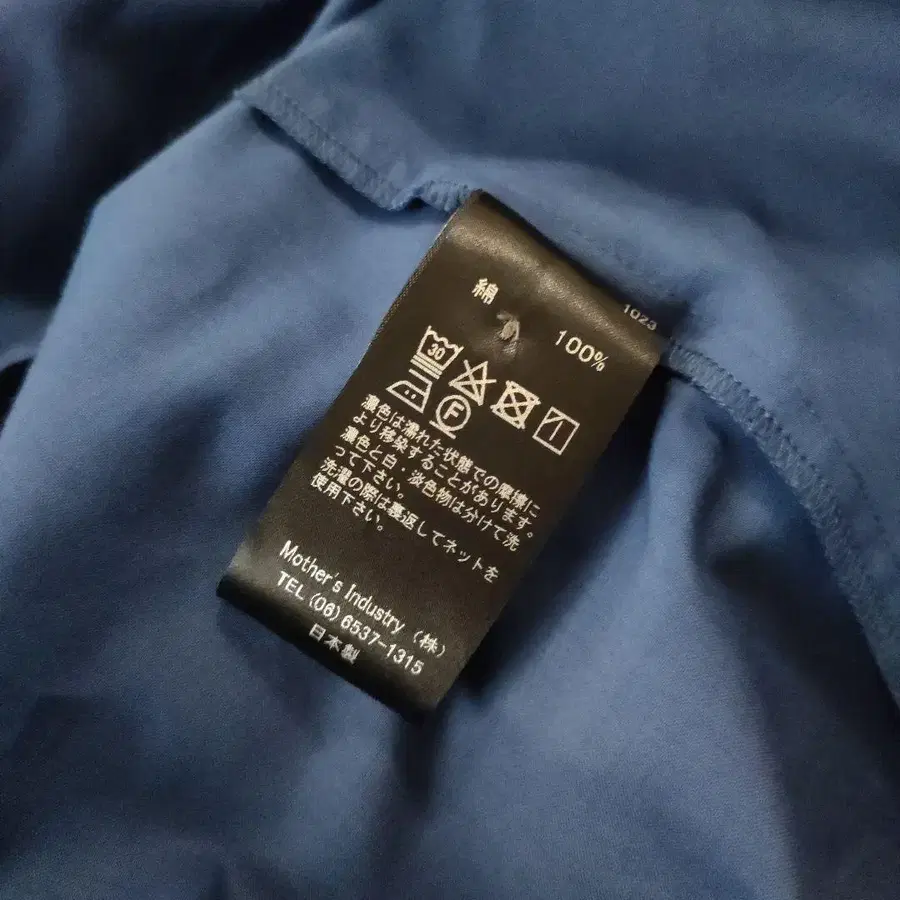 1023
綿 100%
30
F
濃色は濡れた状態での摩擦に
より移染することがあります。
濃色と白・淡色物は分けて洗
って下さい。
洗濯の際は裏返してネットを
使用下さい。
Mother's Industry (株)
TEL (06) 6537-1315
日本製